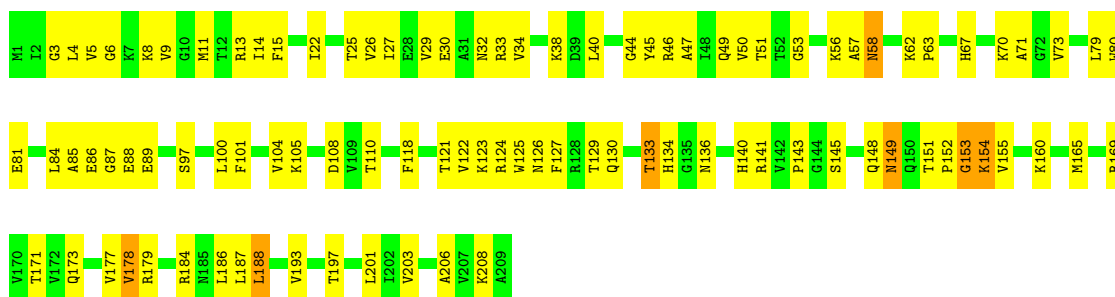 M1 I2 G3 L4 V5 G6 K7 K8 V9 G10 M11 T12 R13 I14 F15 I22 T25 V26 I27 E28 V29 E30 A31 N32 R33 V34 K38 D39 L40 G44 Y45 R46 A47 I48 Q49 V50 T51 T52 G53 K56 A57 N58 K62 P63 H67 K70 A71 G72 V73 L79
E81 L84 A85 E86 G87 E88 E89 S97 L100 F101 V104 K105 D108 V109 T110 F118 T121 V122 K123 R124 W125 N126 F127 R128 T129 Q130 T133 H134 G135 N136 H140 R141 V142 P143 G144 S145 Q148 N149 Q150 T151 P152 G153 K154 V155 K160 M165
V170 T171 V172 Q173 V177 V178 R179 R184 N185 L186 L187 L188 V193 T197 L201 I202 V203 A206 V207 K208 A209